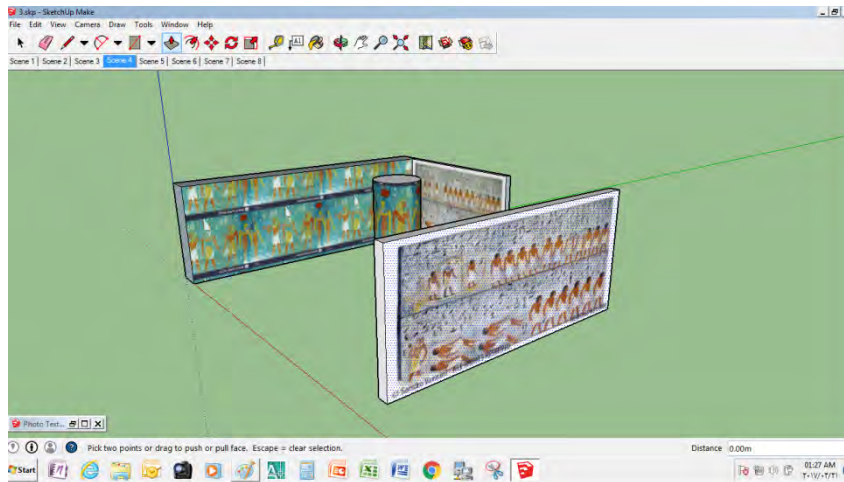 3.skp - SketchUp Make
File Edit View Camera Draw Tools Window Help
Scene 1 Scene 2 Scene 3 Scene 4 Scene 5 Scene 6 Scene 7 Scene 8
Photo Text...
Pick two points or drag to push or pull face. Escape = clear selection.
Distance 0.00m
Start
01:27 AM